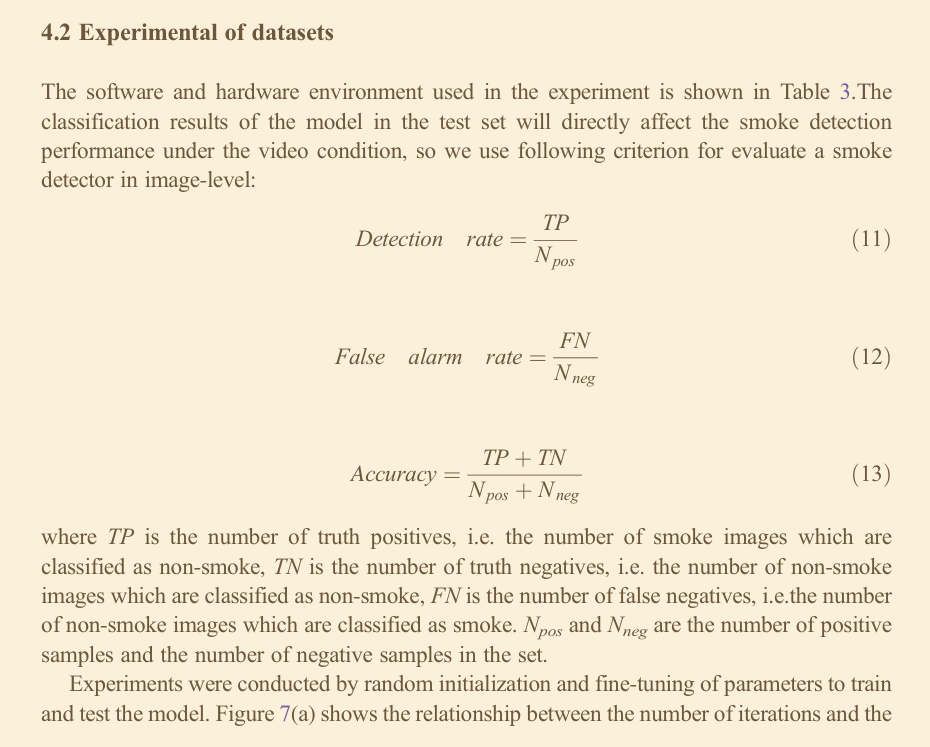 4.2 Experimental of datasets
The software and hardware environment used in the experiment is shown in Table 3.The
classification results of the model in the test set will directly affect the smoke detection
performance under the video condition, so we use following criterion for evaluate a smoke
detector in image-level:
Detection rate = TP / N_pos (11)
False alarm rate = FN / N_neg (12)
Accuracy = (TP + TN) / (N_pos + N_neg) (13)
where TP is the number of truth positives, i.e. the number of smoke images which are
classified as non-smoke, TN is the number of truth negatives, i.e. the number of non-smoke
images which are classified as non-smoke, FN is the number of false negatives, i.e.the number
of non-smoke images which are classified as smoke. N_pos and N_neg are the number of positive
samples and the number of negative samples in the set.
Experiments were conducted by random initialization and fine-tuning of parameters to train
and test the model. Figure 7(a) shows the relationship between the number of iterations and the